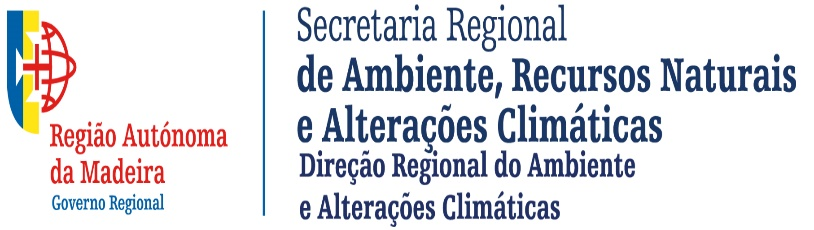 Região Autónoma
da Madeira
Governo Regional
Secretaria Regional
de Ambiente, Recursos Naturais
e Alterações Climáticas
Direção Regional do Ambiente
e Alterações Climáticas